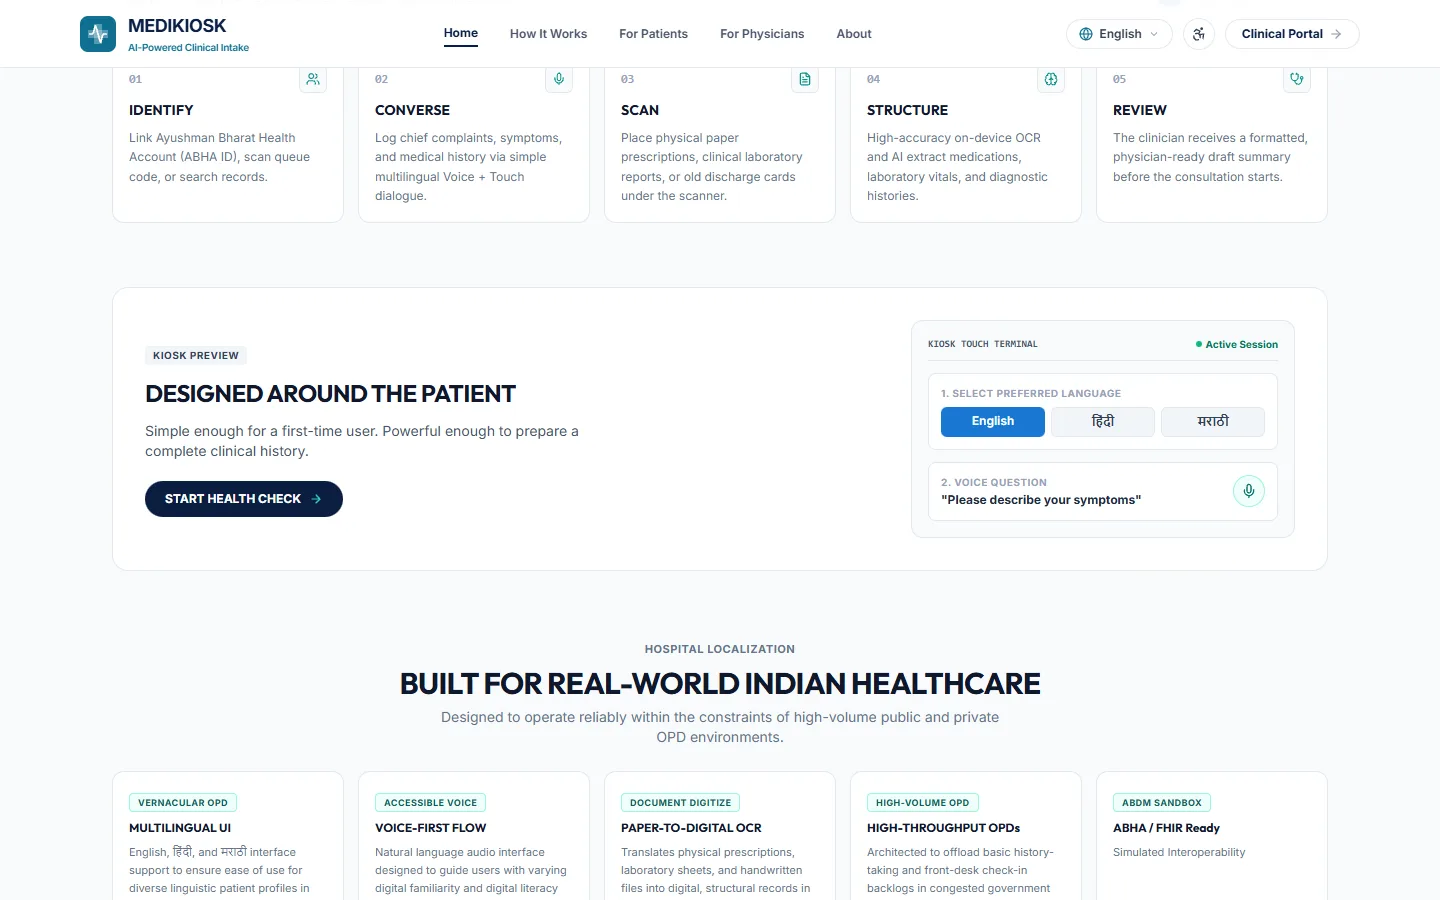 MEDIKIOSK
AI-Powered Clinical Intake
Home
How It Works
For Patients
For Physicians
About
English
अ
Clinical Portal
01
IDENTIFY
Link Ayushman Bharat Health
Account (ABHA ID), scan queue
code, or search records.
02
CONVERSE
Log chief complaints, symptoms,
and medical history via simple
multilingual Voice + Touch
dialogue.
03
SCAN
Place physical paper
prescriptions, clinical laboratory
reports, or old discharge cards
under the scanner.
04
STRUCTURE
High-accuracy on-device OCR
and AI extract medications,
laboratory vitals, and diagnostic
histories.
05
REVIEW
The clinician receives a formatted,
physician-ready draft summary
before the consultation starts.
KIOSK PREVIEW
DESIGNED AROUND THE PATIENT
Simple enough for a first-time user. Powerful enough to prepare a
complete clinical history.
START HEALTH CHECK
KIOSK TOUCH TERMINAL
Active Session
1. SELECT PREFERRED LANGUAGE
English
हिंदी
मराठी
2. VOICE QUESTION
"Please describe your symptoms"
HOSPITAL LOCALIZATION
BUILT FOR REAL-WORLD INDIAN HEALTHCARE
Designed to operate reliably within the constraints of high-volume public and private
OPD environments.
VERNACULAR OPD
MULTILINGUAL UI
English, हिंदी, and मराठी interface
support to ensure ease of use for
diverse linguistic patient profiles in
ACCESSIBLE VOICE
VOICE-FIRST FLOW
Natural language audio interface
designed to guide users with varying
digital familiarity and digital literacy
DOCUMENT DIGITIZE
PAPER-TO-DIGITAL OCR
Translates physical prescriptions,
laboratory sheets, and handwritten
files into digital, structural records in
HIGH-VOLUME OPD
HIGH-THROUGHPUT OPDs
Architected to offload basic history-
taking and front-desk check-in
backlogs in congested government
ABDM SANDBOX
ABHA / FHIR Ready
Simulated Interoperability